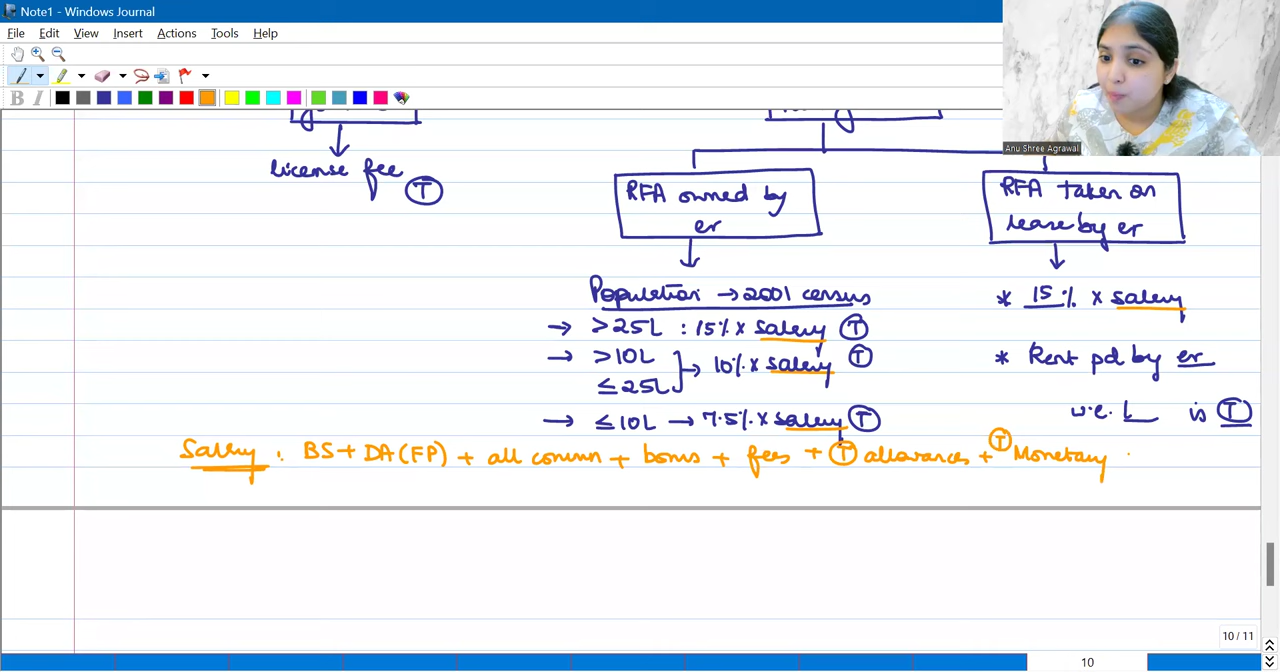 Note1 - Windows Journal
File Edit View Insert Actions Tools Help
B I
Anu Shree Agrawal
license fee (T)
RFA owned by er
RFA taken on lease by er
Population → 2001 census
→ >25L : 15% x salary (T)
→ >10L ≤25L → 10% x salary (T)
→ ≤10L → 7.5% x salary (T)
* 15% x salary
* Rent pd by er
w.e. L is (T)
Salary : BS + DA(FP) + all comm + bonus + fees + (T) allowances + (T) Monetary
10 / 11
10